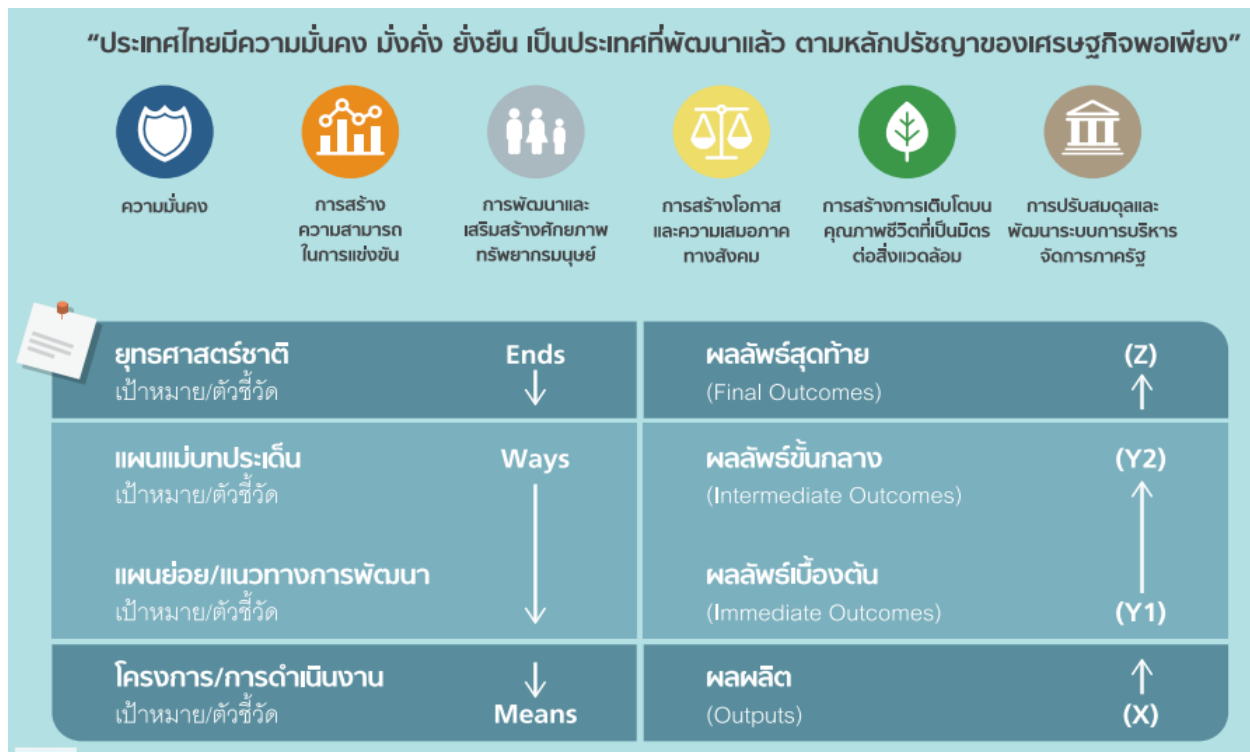 “ประเทศไทยมีความมั่นคง มั่งคั่ง ยั่งยืน เป็นประเทศที่พัฒนาแล้ว ตามหลักปรัชญาของเศรษฐกิจพอเพียง”
ความมั่นคง
การสร้าง
ความสามารถ
ในการแข่งขัน
การพัฒนาและ
เสริมสร้างศักยภาพ
ทรัพยากรมนุษย์
การสร้างโอกาส
และความเสมอภาค
ทางสังคม
การสร้างการเติบโตบน
คุณภาพชีวิตที่เป็นมิตร
ต่อสิ่งแวดล้อม
การปรับสมดุลและ
พัฒนาระบบการบริหาร
จัดการภาครัฐ
ยุทธศาสตร์ชาติ Ends ผลลัพธ์สุดท้าย (Z)
เป้าหมาย/ตัวชี้วัด (Final Outcomes)
แผนแม่บทประเด็น Ways ผลลัพธ์ขั้นกลาง (Y2)
เป้าหมาย/ตัวชี้วัด (Intermediate Outcomes)
แผนย่อย/แนวทางการพัฒนา ผลลัพธ์เบื้องต้น
เป้าหมาย/ตัวชี้วัด (Immediate Outcomes) (Y1)
โครงการ/การดำเนินงาน ผลผลิต
เป้าหมาย/ตัวชี้วัด Means (Outputs) (X)